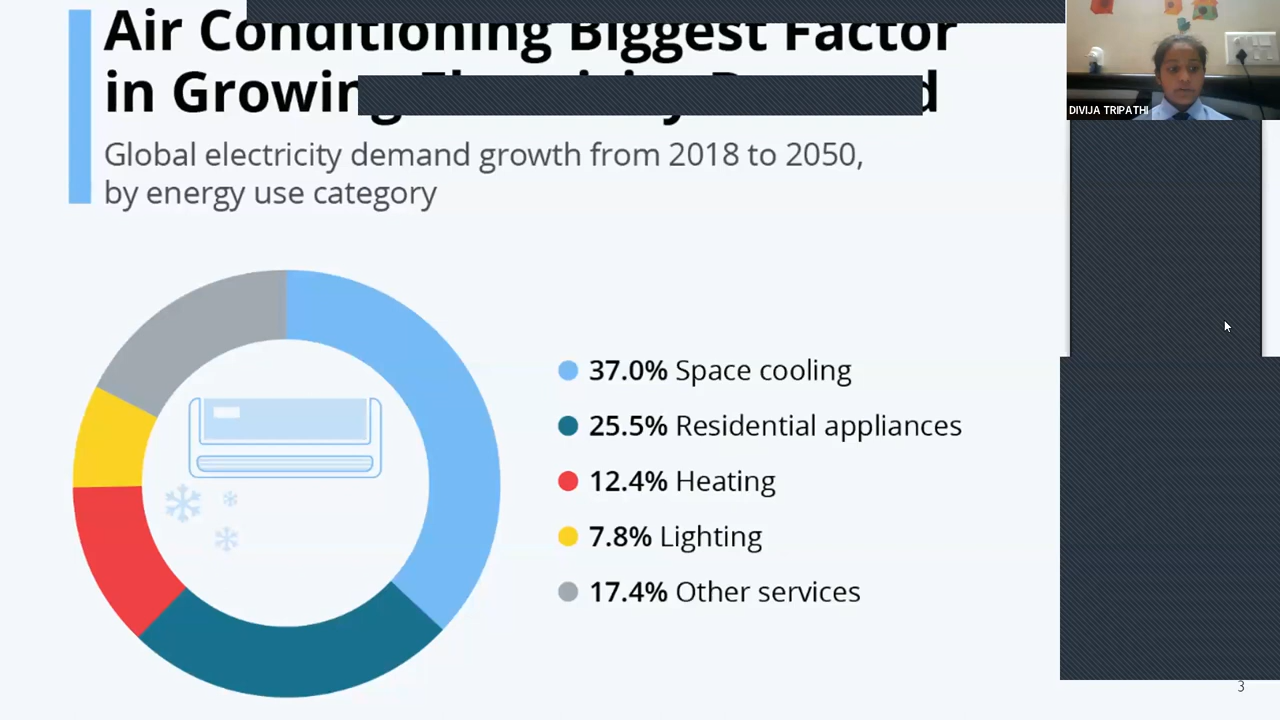 Air Conditioning Biggest Factor
in Growing Electricity Demand
DIVIJA TRIPATHI
Global electricity demand growth from 2018 to 2050,
by energy use category
37.0% Space cooling
25.5% Residential appliances
12.4% Heating
7.8% Lighting
17.4% Other services
3